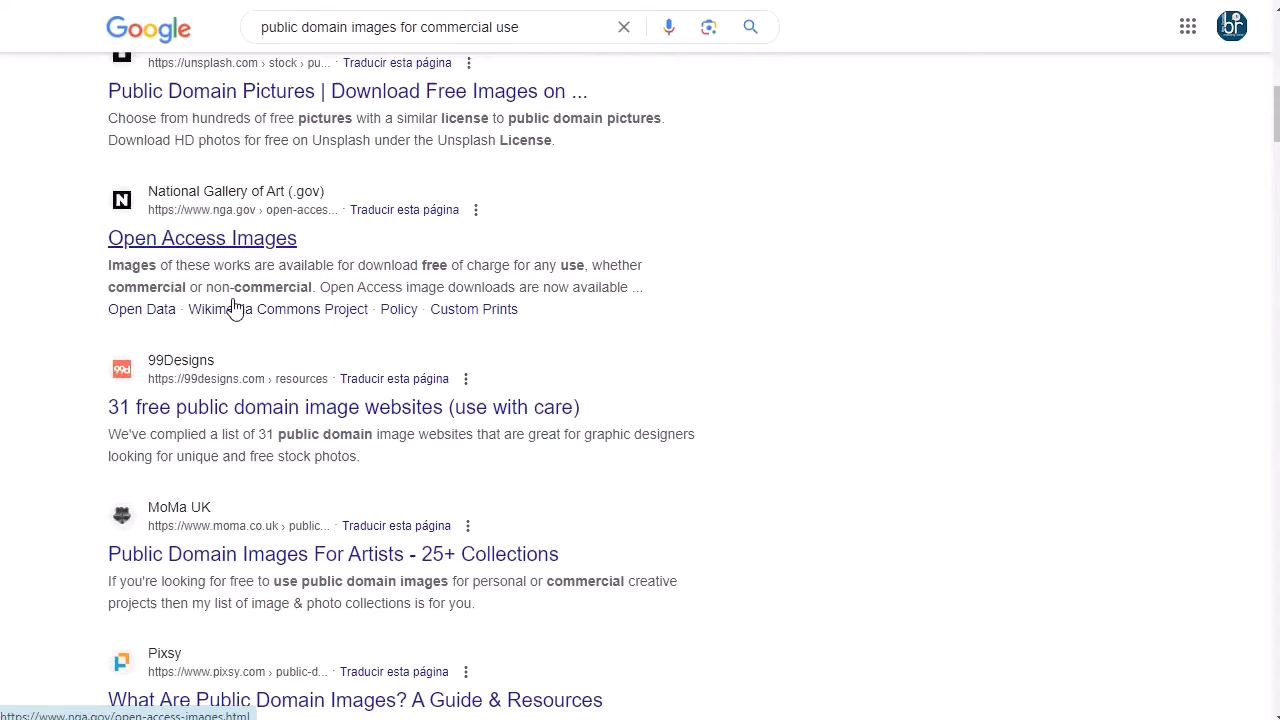 Google
public domain images for commercial use
br
https://unsplash.com › stock › pu... · Traducir esta página
Public Domain Pictures | Download Free Images on ...
Choose from hundreds of free pictures with a similar license to public domain pictures.
Download HD photos for free on Unsplash under the Unsplash License.
N
National Gallery of Art (.gov)
https://www.nga.gov › open-acces... · Traducir esta página
Open Access Images
Images of these works are available for download free of charge for any use, whether
commercial or non-commercial. Open Access image downloads are now available ...
Open Data · Wikimedia Commons Project · Policy · Custom Prints
99d
99Designs
https://99designs.com › resources · Traducir esta página
31 free public domain image websites (use with care)
We've complied a list of 31 public domain image websites that are great for graphic designers
looking for unique and free stock photos.
MoMa UK
https://www.moma.co.uk › public... · Traducir esta página
Public Domain Images For Artists - 25+ Collections
If you're looking for free to use public domain images for personal or commercial creative
projects then my list of image & photo collections is for you.
Pixsy
https://www.pixsy.com › public-d... · Traducir esta página
What Are Public Domain Images? A Guide & Resources
https://www.nga.gov/open-access-images.html